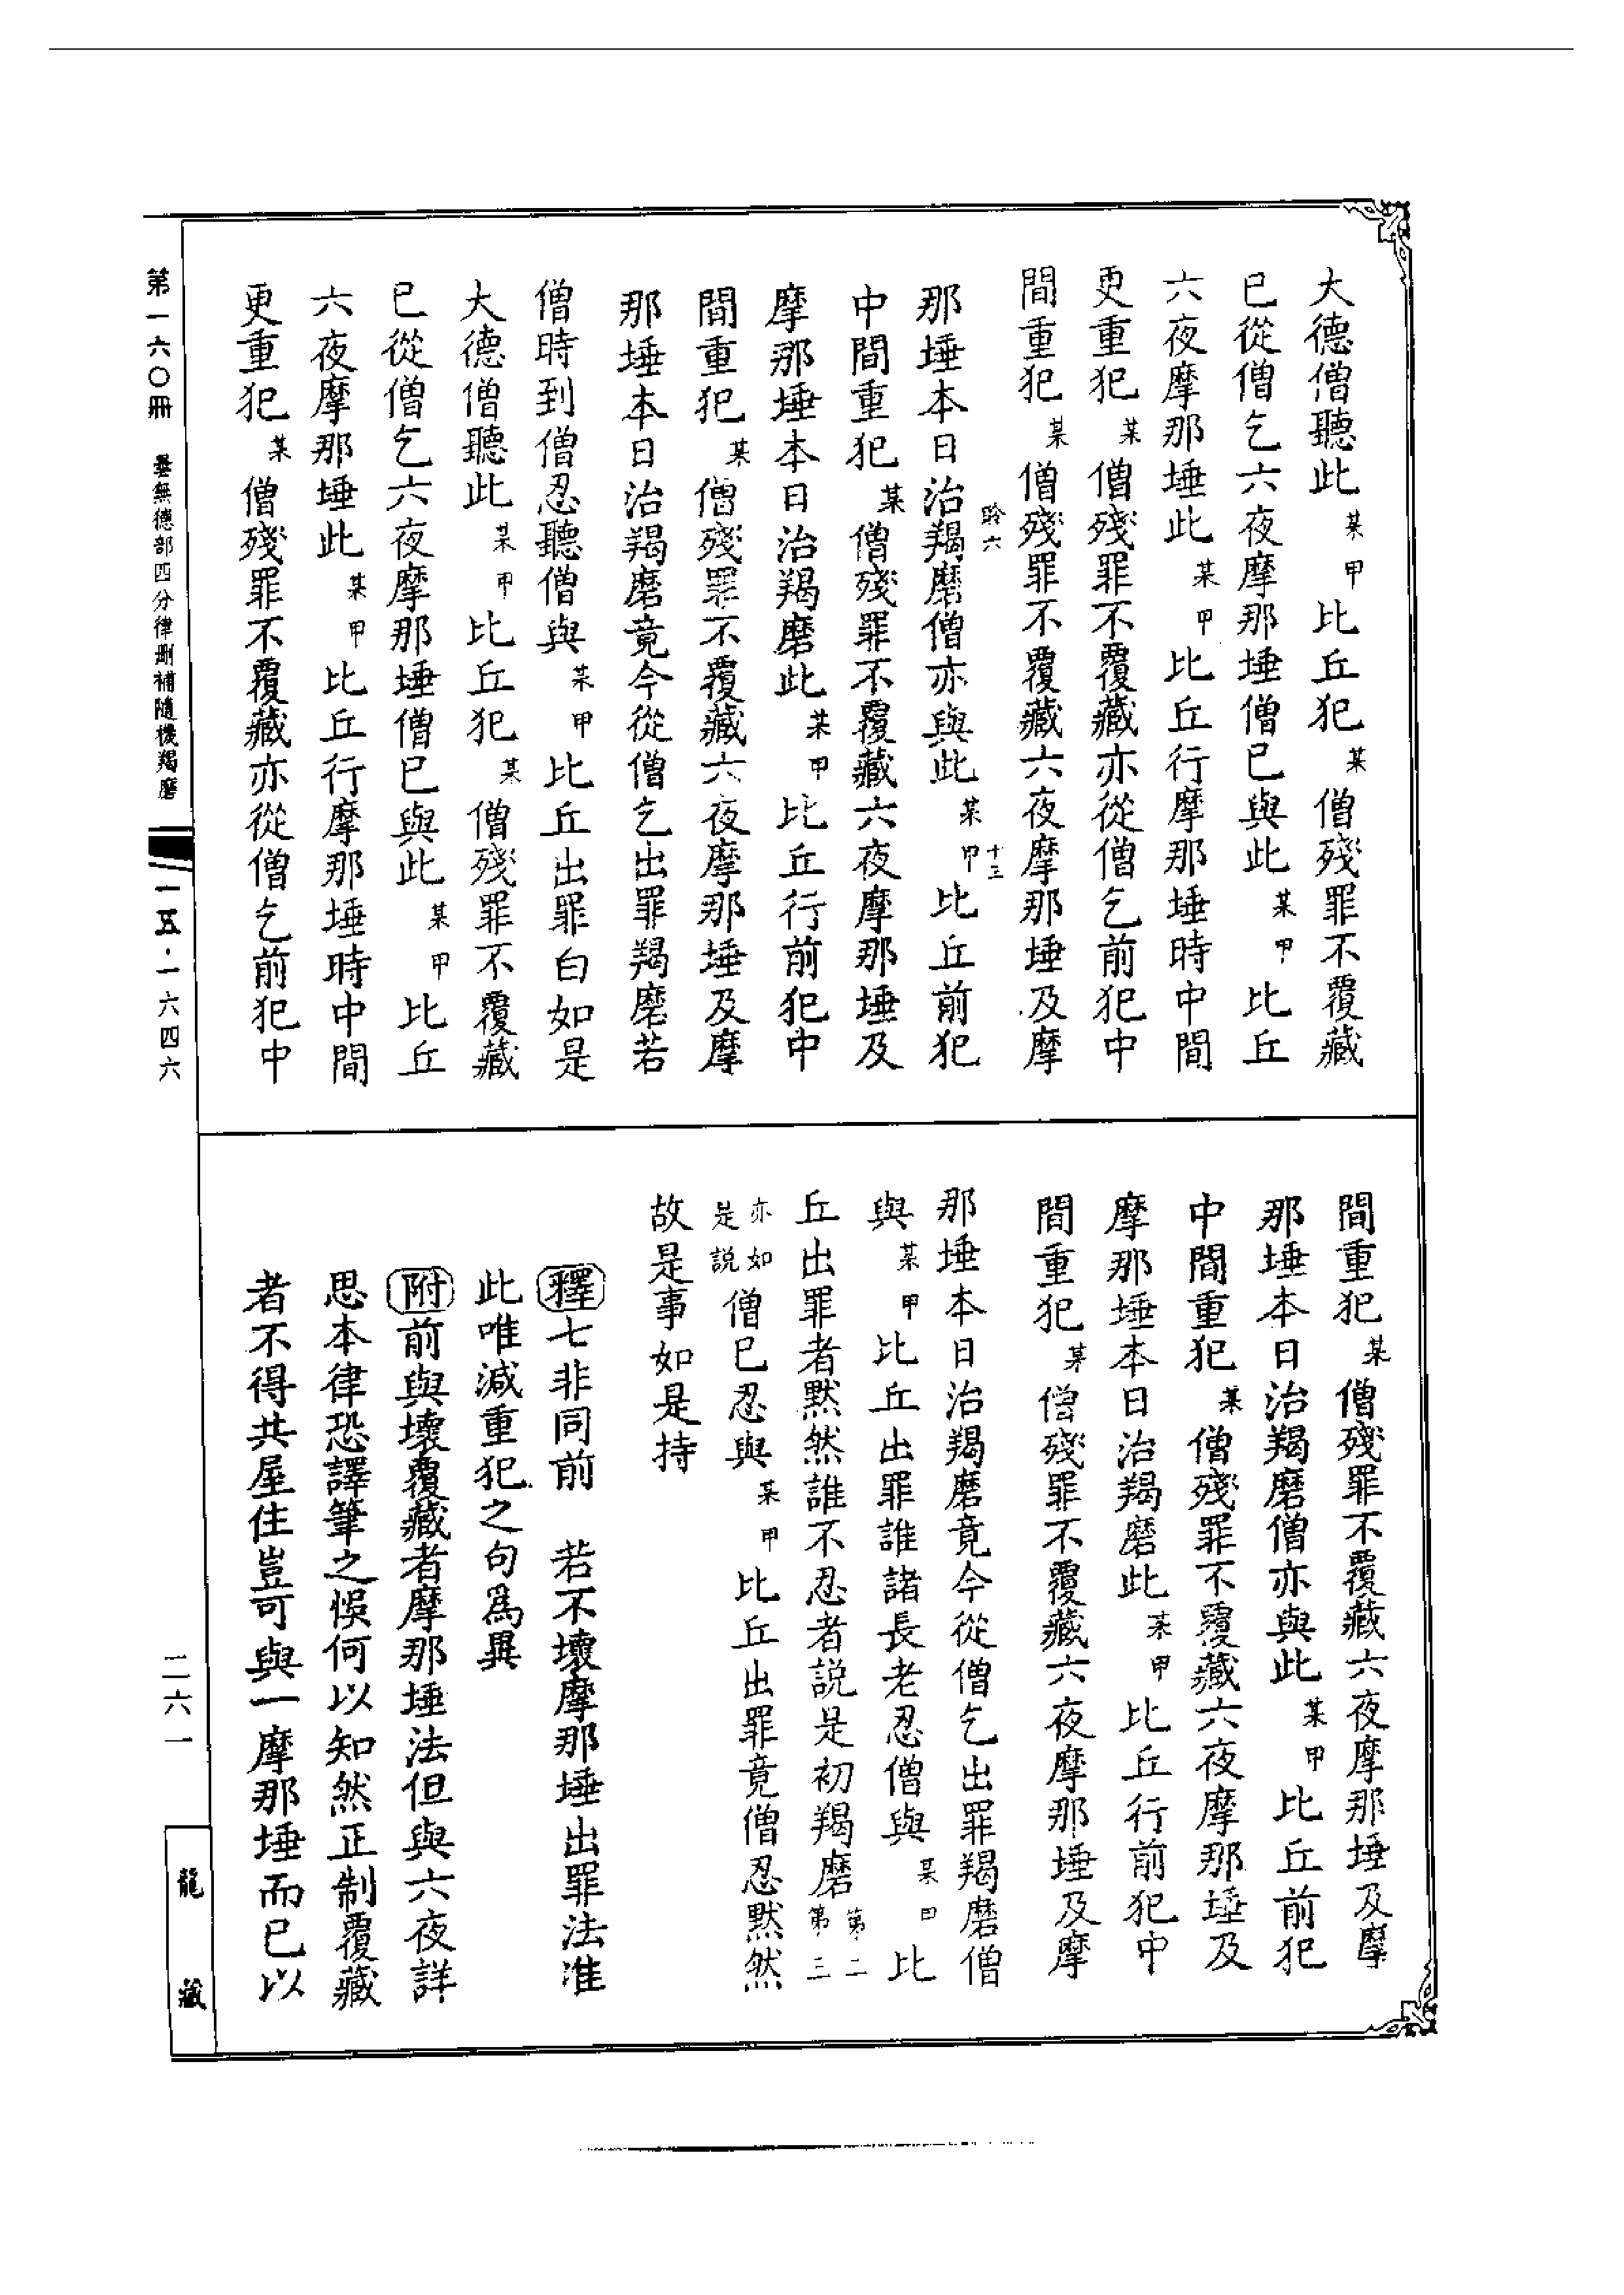 大德僧聽此某甲比丘犯某僧殘罪不覆藏
已從僧乞六夜摩那埵僧已與此某甲比丘
六夜摩那埵此某甲比丘行摩那埵時中間
更重犯某僧殘罪不覆藏亦從僧乞前犯中
間重犯某僧殘罪不覆藏六夜摩那埵及摩
昤六 十三
那埵本日治羯磨僧亦與此某甲比丘前犯
中間重犯某僧殘罪不覆藏六夜摩那埵及
摩那埵本日治羯磨此某甲比丘行前犯中
間重犯某僧殘罪不覆藏六夜摩那埵及摩
那埵本日治羯磨竟今從僧乞出罪羯磨若
僧時到僧忍聽僧與某甲比丘出罪白如是
大德僧聽此某甲比丘犯某僧殘罪不覆藏
已從僧乞六夜摩那埵僧已與此某甲比丘
六夜摩那埵此某甲比丘行摩那埵時中間
更重犯某僧殘罪不覆藏亦從僧乞前犯中
間重犯某僧殘罪不覆藏六夜摩那埵及摩
那埵本日治羯磨僧亦與此某甲比丘前犯
中間重犯某僧殘罪不覆藏六夜摩那埵及
摩那埵本日治羯磨此某甲比丘行前犯中
間重犯某僧殘罪不覆藏六夜摩那埵及摩
那埵本日治羯磨竟今從僧乞出罪羯磨僧
與某甲比丘出罪誰諸長老忍僧與某曰比
丘出罪者默然誰不忍者説是初羯磨第二第三
亦如是説僧已忍與某甲比丘出罪竟僧忍默然
故是事如是持
釋七非同前 若不壞摩那埵出罪法准
此唯減重犯之句爲異
附前與壞覆藏者摩那埵法但與六夜詳
思本律恐譯筆之悞何以知然正制覆藏
者不得共屋住豈可與一摩那埵而已以
第一六〇冊 曇無德部四分律刪補隨機羯磨 一五·一六四六
二六一
龍藏